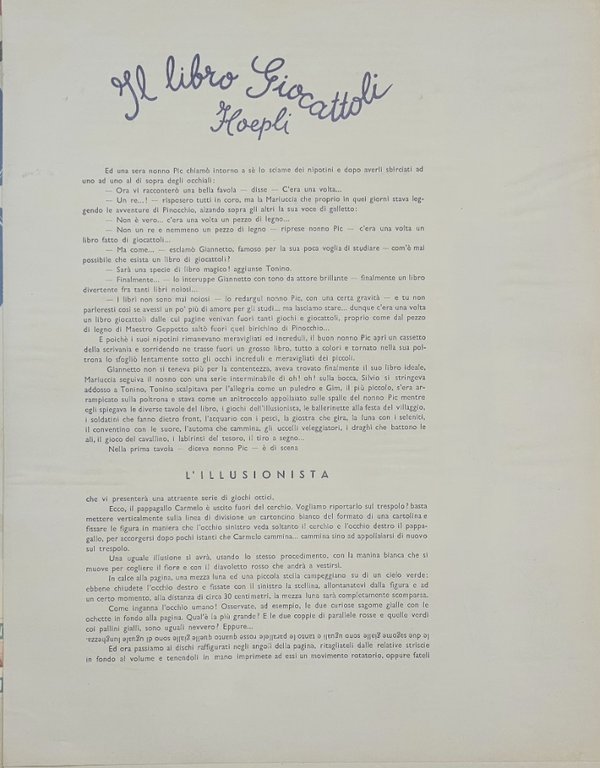 Il libro Giocattoli
Hoepli
Ed una sera nonno Pic chiamò intorno a sè lo sciame dei nipotini e dopo averli sbirciati ad
uno ad uno al di sopra degli occhiali:
— Ora vi racconterò una bella favola — disse — C'era una volta...
— Un re...! — risposero tutti in coro, ma la Mariuccia che proprio in quei giorni stava leg-
gendo le avventure di Pinocchio, alzando sopra gli altri la sua voce di galletto:
— Non è vero... c'era una volta un pezzo di legno...
— Non un re e nemmeno un pezzo di legno — riprese nonno Pic — c'era una volta un
libro fatto di giocattoli...
— Ma come... — esclamò Giannetto, famoso per la sua poca voglia di studiare — com'è mai
possibile che esista un libro di giocattoli?
— Sarà una specie di libro magico! aggiunse Tonino.
— Finalmente... — lo interuppe Giannetto con tono da attore brillante — finalmente un libro
divertente fra tanti libri noiosi...
— I libri non sono mai noiosi — lo redarguì nonno Pic, con una certa gravità — e tu non
parleresti così se avessi un po' più di amore per gli studi... ma lasciamo stare... dunque c'era una volta
un libro giocattoli dalle cui pagine venivan fuori tanti giochi e giocattoli, proprio come dal pezzo
di legno di Maestro Geppetto saltò fuori quel birichino di Pinocchio...
E poichè i suoi nipotini rimanevano meravigliati ed increduli, il buon nonno Pic aprì un cassetto
della scrivania e sorridendo ne trasse fuori un grosso libro, tutto a colori e tornato nella sua pol-
trona lo sfogliò lentamente sotto gli occhi increduli e meravigliati dei piccoli.
Giannetto non si teneva più per la contentezza, aveva trovato finalmente il suo libro ideale,
Mariuccia seguiva il nonno con una serie interminabile di oh! oh! sulla bocca, Silvio si stringeva
addosso a Tonino, Tonino scalpitava per l'allegria come un puledro e Gim, il più piccolo, s'era ar-
rampicato sulla poltrona e stava come un anitroccolo appollaiato sulle spalle del nonno Pic mentre
egli spiegava le diverse tavole del libro, i giochi dell'illusionista, le ballerinette alla festa del villaggio,
i soldatini che fanno dietro front, l'acquario con i pesci, la giostra che gira, la luna con i seleniti,
il conventino con le suore, l'automa che cammina, gli uccelli veleggiatori, i draghi che battono le
ali, il gioco del cavallino, i labirinti del tesoro, il tiro a segno...
Nella prima tavola — diceva nonno Pic — è di scena
L'ILLUSIONISTA
che vi presenterà una attraente serie di giochi ottici,
Ecco, il pappagallo Carmelo è uscito fuori del cerchio. Vogliamo riportarlo sul trespolo? basta
mettere verticalmente sulla linea di divisione un cartoncino bianco del formato di una cartolina e
fissare le figura in maniera che l'occhio sinistro veda soltanto il cerchio e l'occhio destro il pappa-
gallo, per accorgersi dopo pochi istanti che Carmelo cammina... cammina sino ad appollaiarsi di nuovo
sul trespolo.
Una uguale illusione si avrà, usando lo stesso procedimento, con la manina bianca che si
muove per cogliere il fiore e con il diavoletto rosso che andrà a vestirsi.
In calce alla pagina, una mezza luna ed una piccola stella campeggiano su di un cielo verde:
ebbene chiudete l'occhio destro e fissate con il sinistro la stellina, allontanatevi dalla figura e ad
un certo momento, alla distanza di circa 30 centimetri, la mezza luna sarà completamente scomparsa.
Come inganna l'occhio umano! Osservate, ad esempio, le due curiose sagome gialle con le
ochette in fondo alla pagina. Qual'è la più grande? E le due coppie di parallele rosse e quelle verdi
coi pallini gialli, sono uguali nevvero? Eppure...
Ed ora passiamo ai dischi raffigurati negli angoli della pagina, ritagliateli dalle relative striscie
in fondo al volume e tenendoli in mano imprimete ad essi un movimento rotatorio, oppure fateli